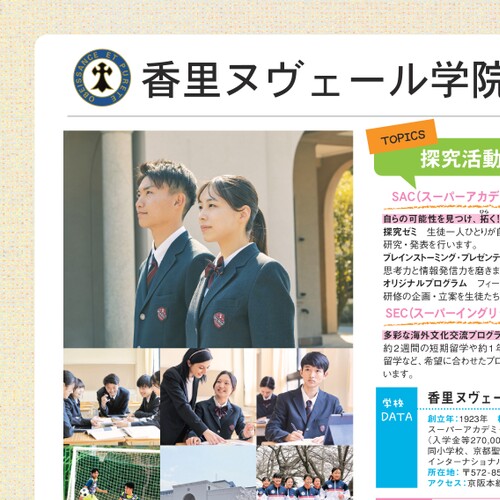 OBEISSANCE ET PURETE
香里ヌヴェール学院
TOPICS
探究活動
SAC(スーパーアカデ
自らの可能性を見つけ、拓く!
ひら
探究ゼミ 生徒一人ひとりが自
研究・発表を行います。
ブレインストーミング・プレゼンテ
思考力と情報発信力を磨きま
オリジナルプログラム フィー
研修の企画・立案を生徒たち
SEC(スーパーイングリ
多彩な海外文化交流プログラ
約2週間の短期留学や約1年
留学など、希望に合わせたプロ
います。
学校
DATA
香里ヌヴェー
創立年:1923年
スーパーアカデミ
(入学金等270,00
同小学校、京都聖
インターナショナル
所在地:〒572-85
アクセス:京阪本線